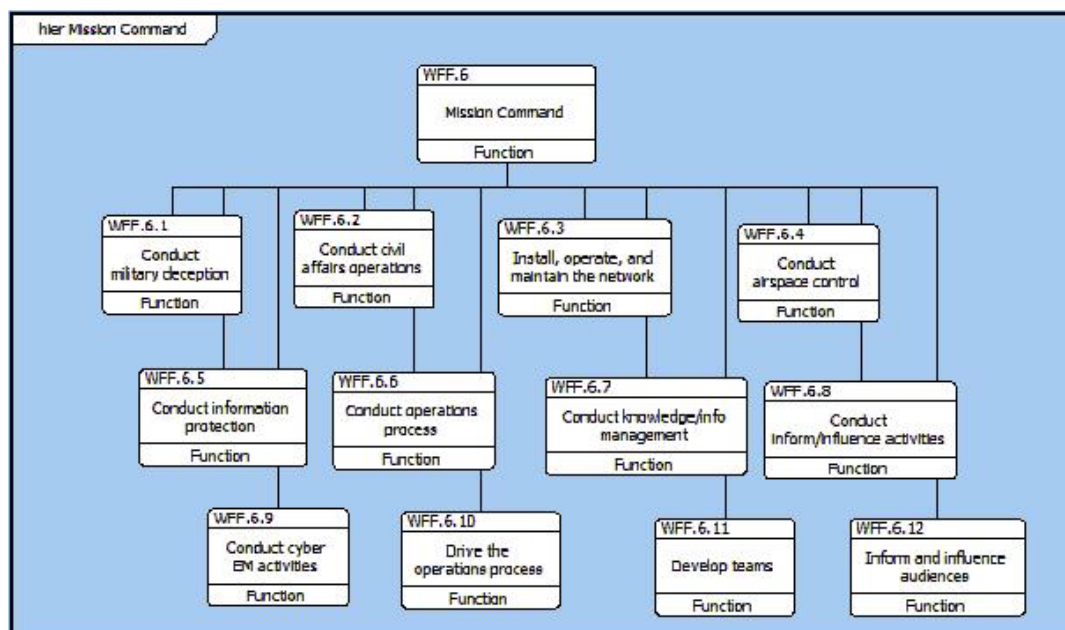 hier Mission Command
WFF.6
Mission Command
Function
WFF.6.1
Conduct
military deception
Function
WFF.6.2
Conduct civil
affairs operations
Function
WFF.6.3
Install, operate, and
maintain the network
Function
WFF.6.4
Conduct
airspace control
Function
WFF.6.5
Conduct information
protection
Function
WFF.6.6
Conduct operations
process
Function
WFF.6.7
Conduct knowledge/info
management
Function
WFF.6.8
Conduct
inform/influence activities
Function
WFF.6.9
Conduct cyber
EM activities
Function
WFF.6.10
Drive the
operations process
Function
WFF.6.11
Develop teams
Function
WFF.6.12
Inform and influence
audiences
Function